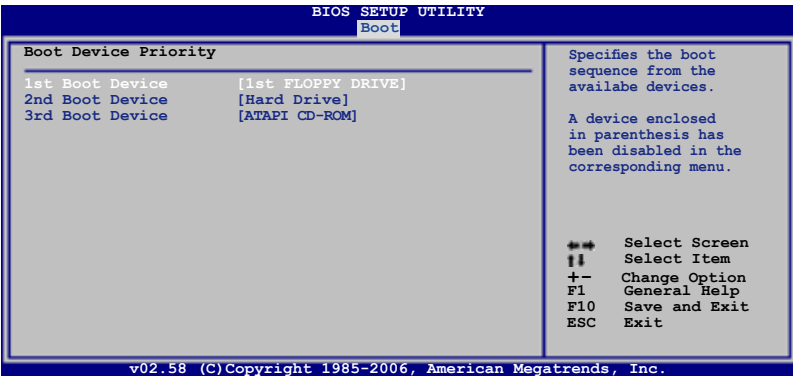 BIOS SETUP UTILITY
Boot
Boot Device Priority
1st Boot Device [1st FLOPPY DRIVE]
2nd Boot Device [Hard Drive]
3rd Boot Device [ATAPI CD-ROM]
Specifies the boot
sequence from the
availabe devices.
A device enclosed
in parenthesis has
been disabled in the
corresponding menu.
←→ Select Screen
↑↓ Select Item
+- Change Option
F1 General Help
F10 Save and Exit
ESC Exit
v02.58 (C)Copyright 1985-2006, American Megatrends, Inc.